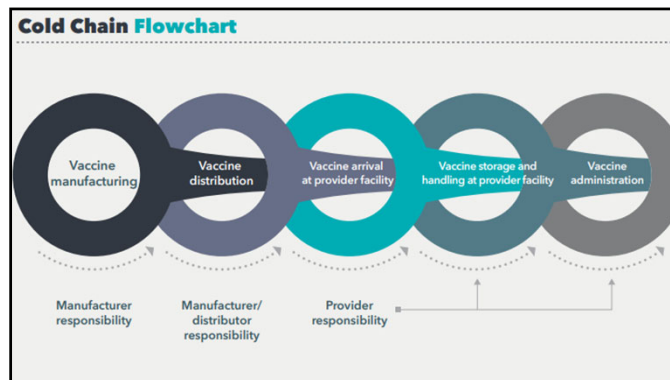 Cold Chain Flowchart
Vaccine
manufacturing
Vaccine
distribution
Vaccine arrival
at provider facility
Vaccine storage and
handling at provider facility
Vaccine
administration
Manufacturer
responsibility
Manufacturer/
distributor
responsibility
Provider
responsibility